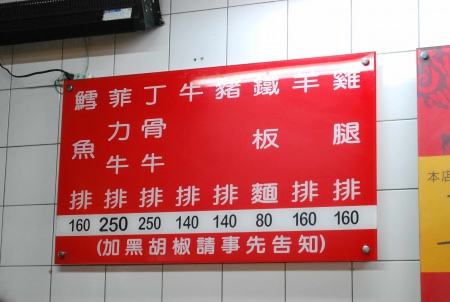 鱈魚排 160
菲力牛排 250
丁骨牛排 250
牛排 140
豬排 140
鐵板麵 80
羊排 160
雞腿排 160
(加黑胡椒請事先告知)
本店